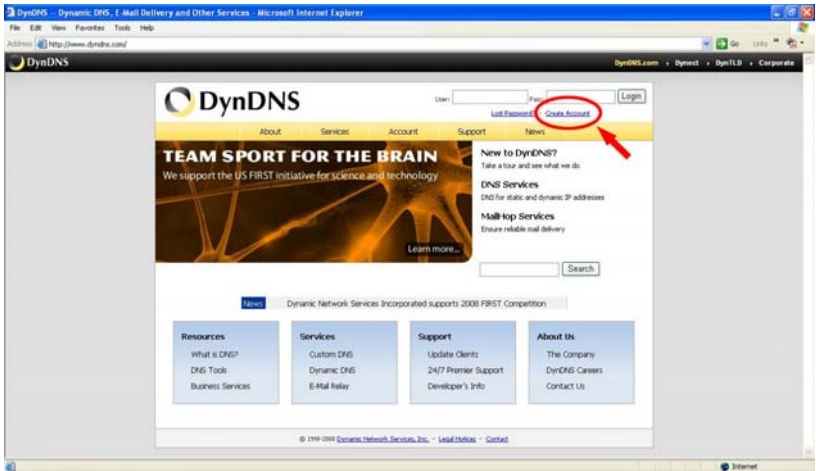 DynDNS -- Dynamic DNS, E-Mail Delivery and Other Services - Microsoft Internet Explorer
File Edit View Favorites Tools Help
Address http://www.dyndns.com/ Go Links »
DynDNS DynDNS.com Dynect DynTLD Corporate
DynDNS User: Pass: Login
Lost Password? - Create Account
About Services Account Support News
TEAM SPORT FOR THE BRAIN
We support the US FIRST initiative for science and technology
Learn more...
New to DynDNS?
Take a tour and see what we do
DNS Services
DNS for static and dynamic IP addresses
MailHop Services
Ensure reliable mail delivery
Search
News Dynamic Network Services Incorporated supports 2008 FIRST Competition
Resources
What is DNS?
DNS Tools
Business Services
Services
Custom DNS
Dynamic DNS
E-Mail Relay
Support
Update Clients
24/7 Premier Support
Developer's Info
About Us
The Company
DynDNS Careers
Contact Us
© 1998-2008 Dynamic Network Services, Inc. - Legal Notices - Contact
Internet